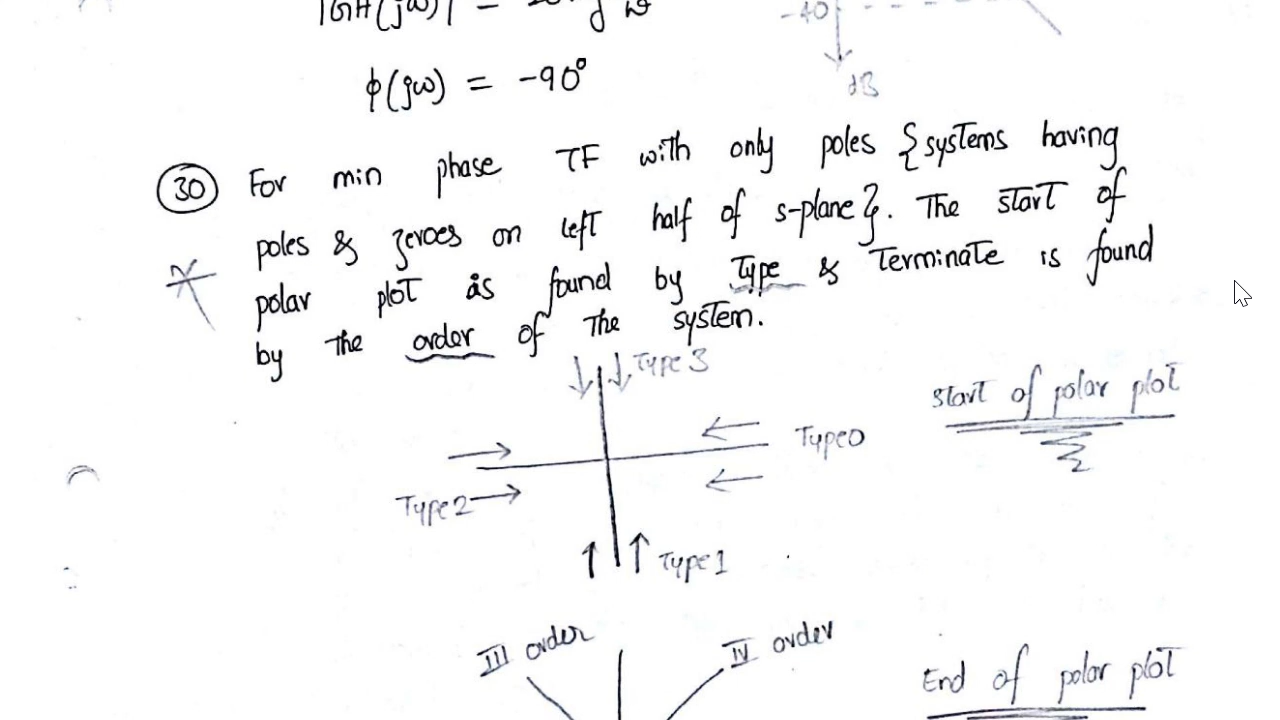 |GH(jω)| =
-40
φ(jω) = -90°
dB
30 For min phase TF with only poles {systems having
poles & zeroes on left half of s-plane}. The start of
polar plot is found by Type & Terminate is found
by the order of the system.
Type 3
Start of polar plot
Type 0
Type 2
Type 1
III order
IV order
End of polar plot